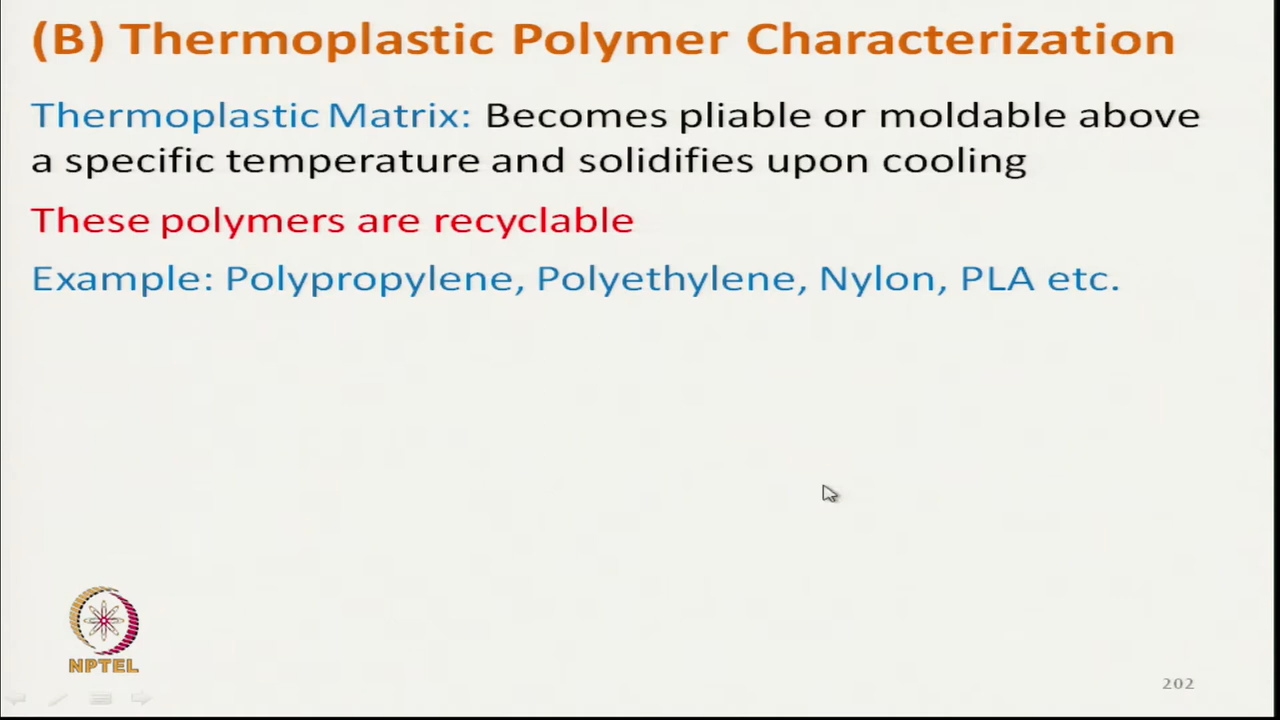 (B) Thermoplastic Polymer Characterization
Thermoplastic Matrix: Becomes pliable or moldable above
a specific temperature and solidifies upon cooling
These polymers are recyclable
Example: Polypropylene, Polyethylene, Nylon, PLA etc.
NPTEL
202